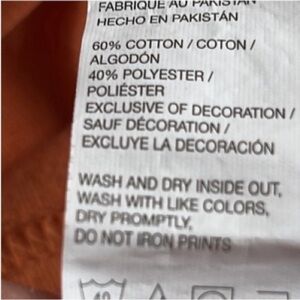 FABRIQUÉ AU PAKISTAN
HECHO EN PAKISTÁN
60% COTTON / COTON /
ALGODÓN
40% POLYESTER /
POLIÉSTER
EXCLUSIVE OF DECORATION /
SAUF DÉCORATION /
EXCLUYE LA DECORACIÓN
WASH AND DRY INSIDE OUT,
WASH WITH LIKE COLORS,
DRY PROMPTLY,
DO NOT IRON PRINTS
40